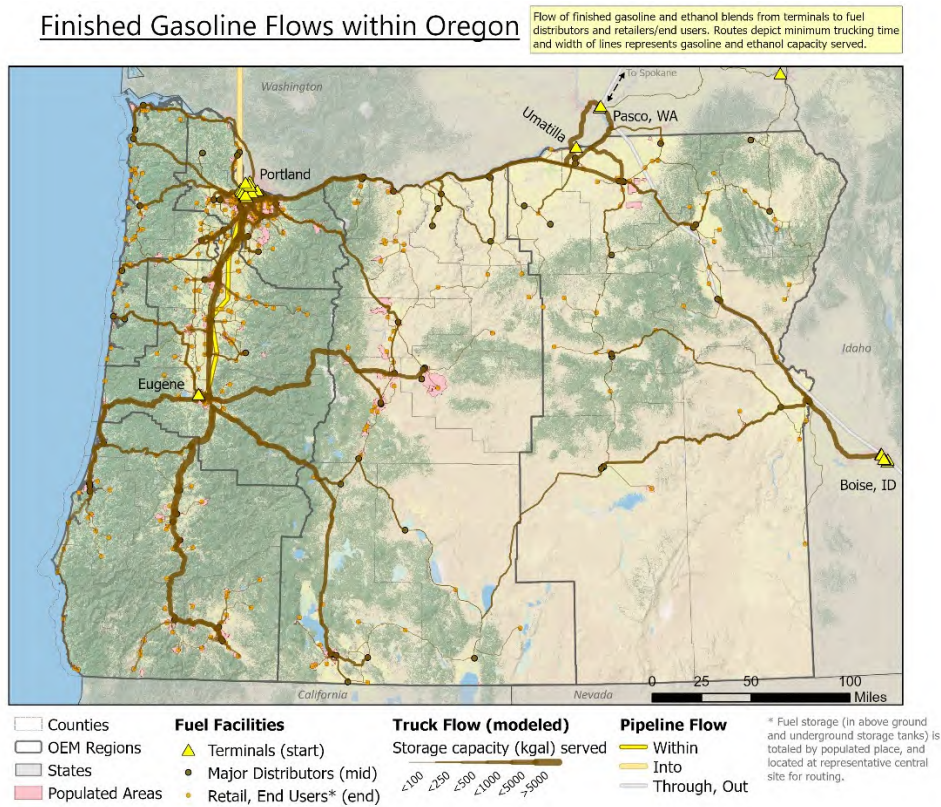 Finished Gasoline Flows within Oregon
Flow of finished gasoline and ethanol blends from terminals to fuel
distributors and retailers/end users. Routes depict minimum trucking time
and width of lines represents gasoline and ethanol capacity served.
Washington
To Spokane
Pasco, WA
Umatilla
Portland
Idaho
Eugene
Boise, ID
California
Nevada
0 25 50 100
Miles
Counties
OEM Regions
States
Populated Areas
Fuel Facilities
Terminals (start)
Major Distributors (mid)
Retail, End Users* (end)
Truck Flow (modeled)
Storage capacity (kgal) served
<100 <250 <500 <1000 <5000 >5000
Pipeline Flow
Within
Into
Through, Out
* Fuel storage (in above ground
and underground storage tanks) is
totaled by populated place, and
located at representative central
site for routing.